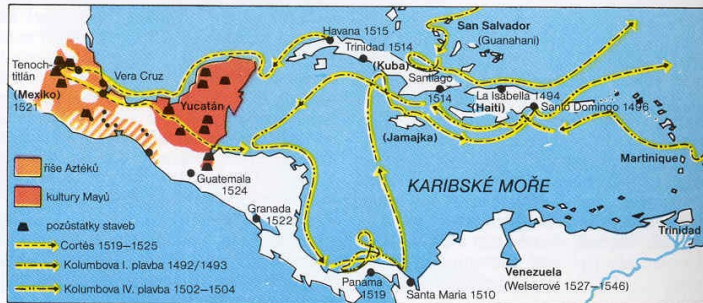 Havana 1515
Trinidad 1514
(Kuba)
San Salvador
(Guanahani)
Tenoch-
titlán
Vera Cruz
(Mexiko)
1521
Yucatán
Santiago
1514
La Isabella 1494
(Haiti)
Santo Domingo 1496
(Jamajka)
Martinique
říše Aztéků
kultury Mayů
pozůstatky staveb
Cortés 1519—1525
Kolumbova I. plavba 1492/1493
Kolumbova IV. plavba 1502—1504
Guatemala
1524
Granada
1522
KARIBSKÉ MOŘE
Panama
1519
Santa Maria 1510
Trinidad
Venezuela
(Welserové 1527—1546)